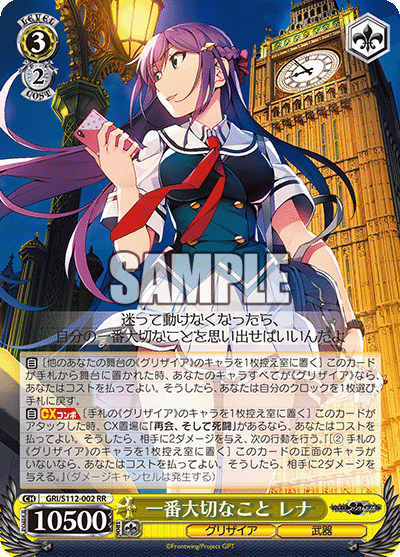 LEVEL
3
2
COST
SAMPLE
迷って動けなくなったら、
自分の一番大切なことを思い出せばいいんだよ
自 [他のあなたの舞台の《グリザイア》のキャラを1枚控え室に置く] このカード
が手札から舞台に置かれた時、あなたのキャラすべてが《グリザイア》なら、
あなたはコストを払ってよい。そうしたら、あなたは自分のクロックを1枚選び、
手札に戻す。
自 CXコンボ [手札の《グリザイア》のキャラを1枚控え室に置く] このカードが
アタックした時、CX置場に「再会、そして死闘」があるなら、あなたはコス
トを払ってよい。そうしたら、相手に2ダメージを与え、次の行動を行う。『[② 手札
の《グリザイア》のキャラを1枚控え室に置く] このカードの正面のキャラが
いないなら、あなたはコストを払ってよい。そうしたら、相手に2ダメージを与
える。』(ダメージキャンセルは発生する)
GRI/S112-002 RR
10500
一番大切なこと レナ
グリザイア
武器
©Frontwing/Project GPT